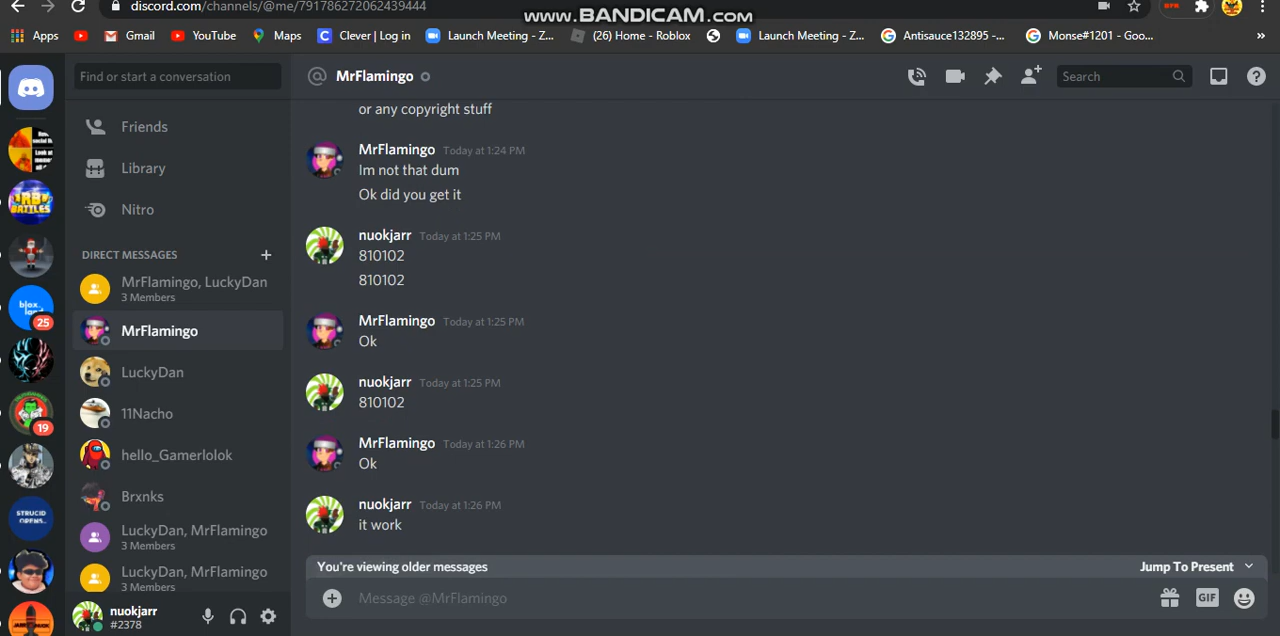 discord.com/channels/@me/791786272062439444
www.BANDICAM.com
Apps
Gmail
YouTube
Maps
Clever | Log in
Launch Meeting - Z...
(26) Home - Roblox
Launch Meeting - Z...
Antisauce132895 -...
Monse#1201 - Goo...
»
Find or start a conversation
MrFlamingo
Search
Friends
Library
Nitro
DIRECT MESSAGES
MrFlamingo, LuckyDan
3 Members
MrFlamingo
LuckyDan
11Nacho
hello_Gamerlolok
Brxnks
LuckyDan, MrFlamingo
3 Members
LuckyDan, MrFlamingo
3 Members
nuokjarr
#2378
25
19
STRUCID
or any copyright stuff
MrFlamingo Today at 1:24 PM
Im not that dum
Ok did you get it
nuokjarr Today at 1:25 PM
810102
810102
MrFlamingo Today at 1:25 PM
Ok
nuokjarr Today at 1:25 PM
810102
MrFlamingo Today at 1:26 PM
Ok
nuokjarr Today at 1:26 PM
it work
You're viewing older messages
Jump To Present
Message @MrFlamingo
GIF